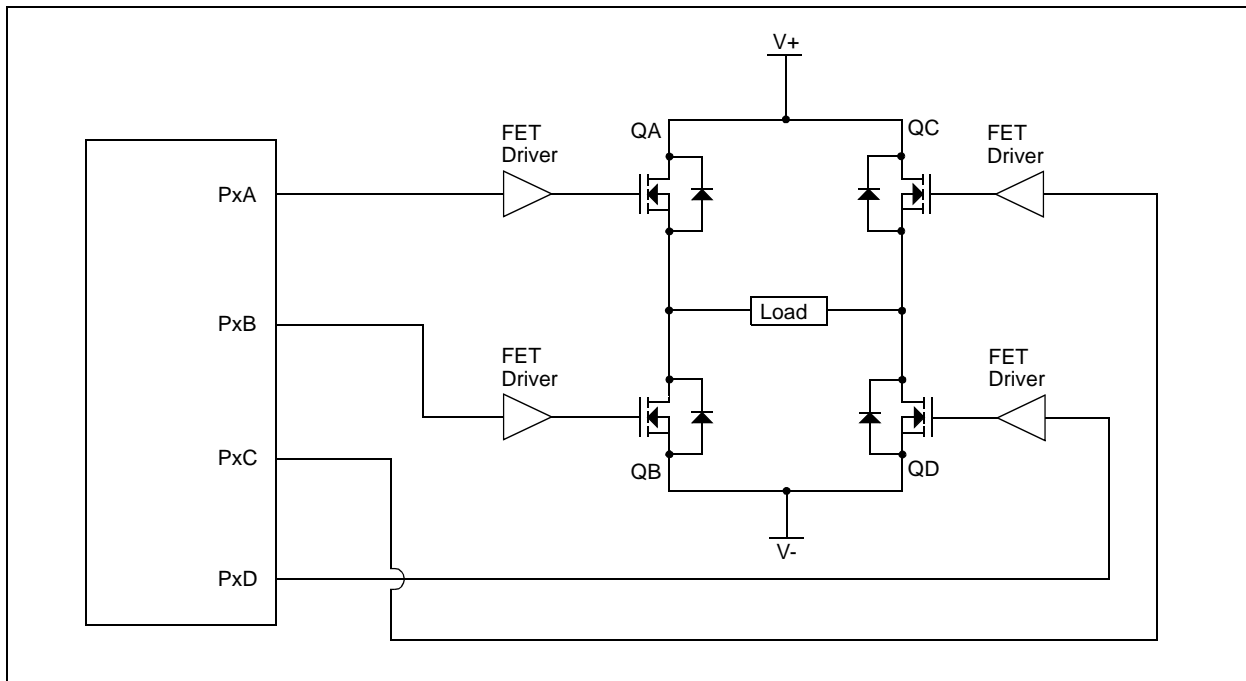 V+
QA
QC
FET
Driver
FET
Driver
PxA
PxB
Load
FET
Driver
FET
Driver
PxC
QB
QD
V-
PxD